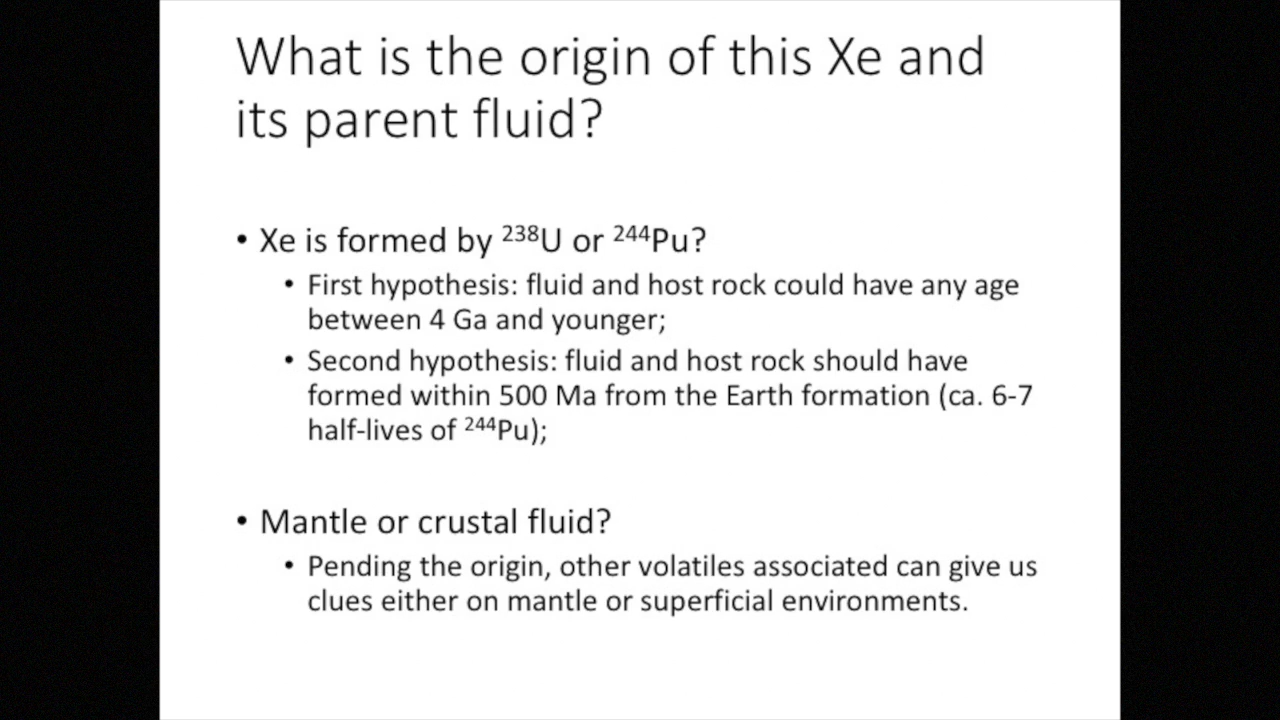 What is the origin of this Xe and
its parent fluid?
• Xe is formed by ²³⁸U or ²⁴⁴Pu?
• First hypothesis: fluid and host rock could have any age
between 4 Ga and younger;
• Second hypothesis: fluid and host rock should have
formed within 500 Ma from the Earth formation (ca. 6-7
half-lives of ²⁴⁴Pu);
• Mantle or crustal fluid?
• Pending the origin, other volatiles associated can give us
clues either on mantle or superficial environments.